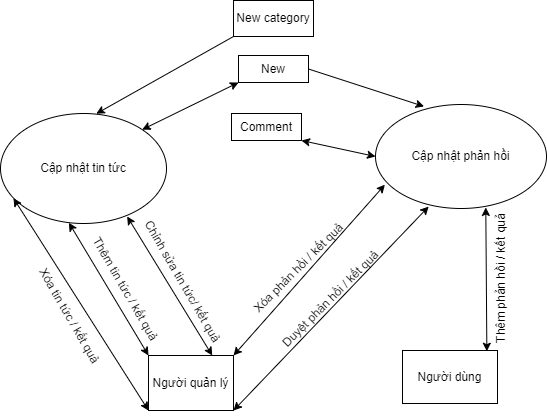 New category
New
Comment
Cập nhật tin tức
Cập nhật phản hồi
Xóa tin tức / kết quả
Thêm tin tức / kết quả
Chỉnh sửa tin tức/ kết quả
Xóa phản hồi / kết quả
Duyệt phản hồi / kết quả
Thêm phản hồi / kết quả
Người quản lý
Người dùng